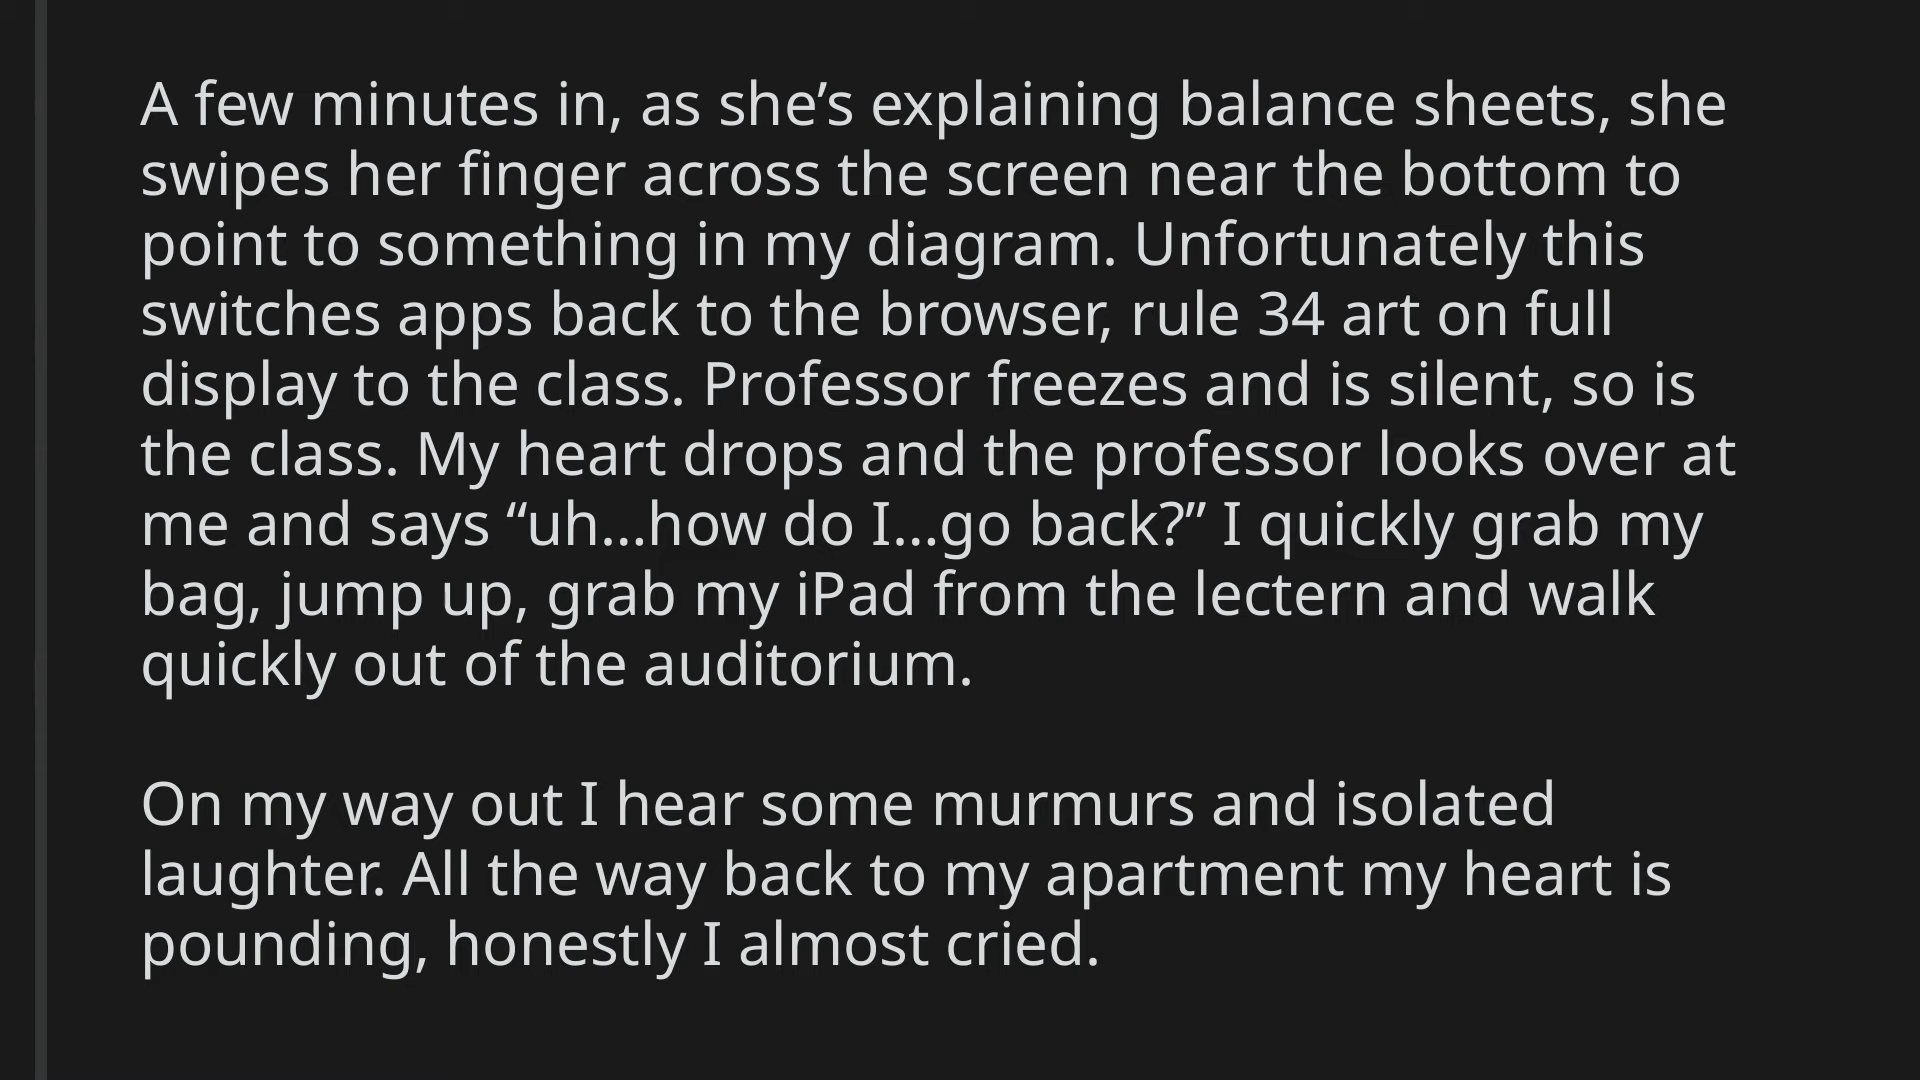 A few minutes in, as she’s explaining balance sheets, she
swipes her finger across the screen near the bottom to
point to something in my diagram. Unfortunately this
switches apps back to the browser, rule 34 art on full
display to the class. Professor freezes and is silent, so is
the class. My heart drops and the professor looks over at
me and says “uh...how do I...go back?” I quickly grab my
bag, jump up, grab my iPad from the lectern and walk
quickly out of the auditorium.

On my way out I hear some murmurs and isolated
laughter. All the way back to my apartment my heart is
pounding, honestly I almost cried.